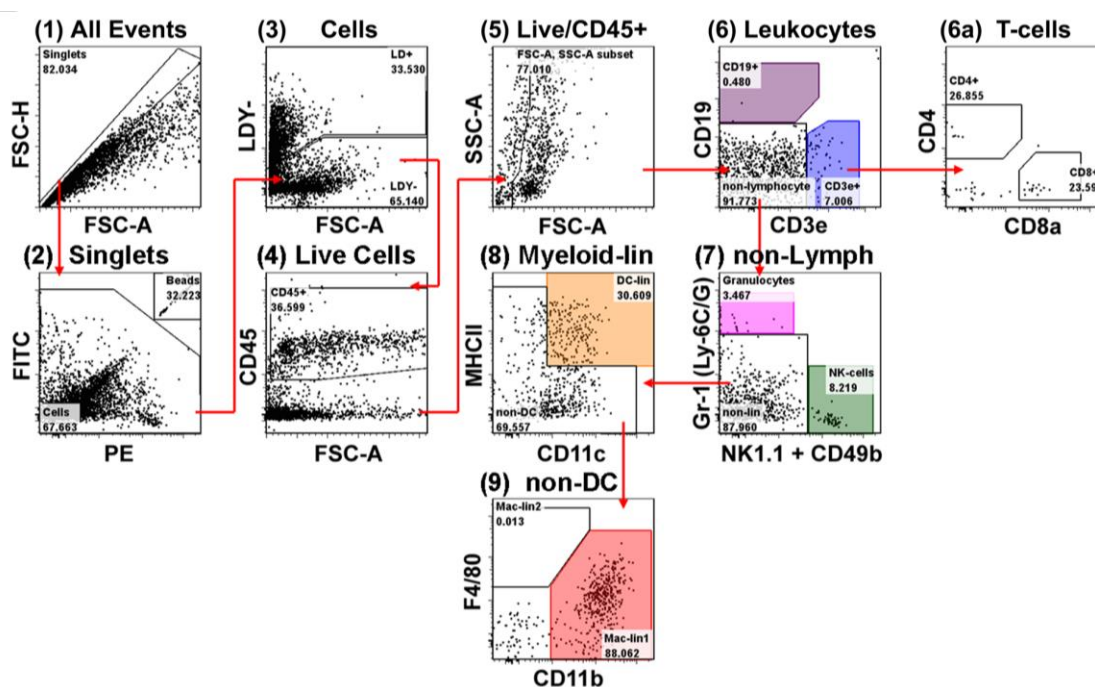 (1) All Events
Singlets
82.034
FSC-H
FSC-A
(2) Singlets
Beads
32.223
Cells
67.663
FITC
PE
(3) Cells
LD+
33.530
LDY-
65.140
LDY-
FSC-A
(4) Live Cells
CD45+
36.599
CD45
FSC-A
(5) Live/CD45+
FSC-A, SSC-A subset
77.010
SSC-A
FSC-A
(6) Leukocytes
CD19+
0.480
non-lymphocyte
91.773
CD3e+
7.006
CD19
CD3e
(6a) T-cells
CD4+
26.855
CD8+
23.59
CD4
CD8a
(7) non-Lymph
Granulocytes
3.467
NK-cells
8.219
non-lin
87.960
Gr-1 (Ly-6C/G)
NK1.1 + CD49b
(8) Myeloid-lin
DC-lin
30.609
non-DC
69.557
MHCII
CD11c
(9) non-DC
Mac-lin2
0.013
Mac-lin1
88.062
F4/80
CD11b